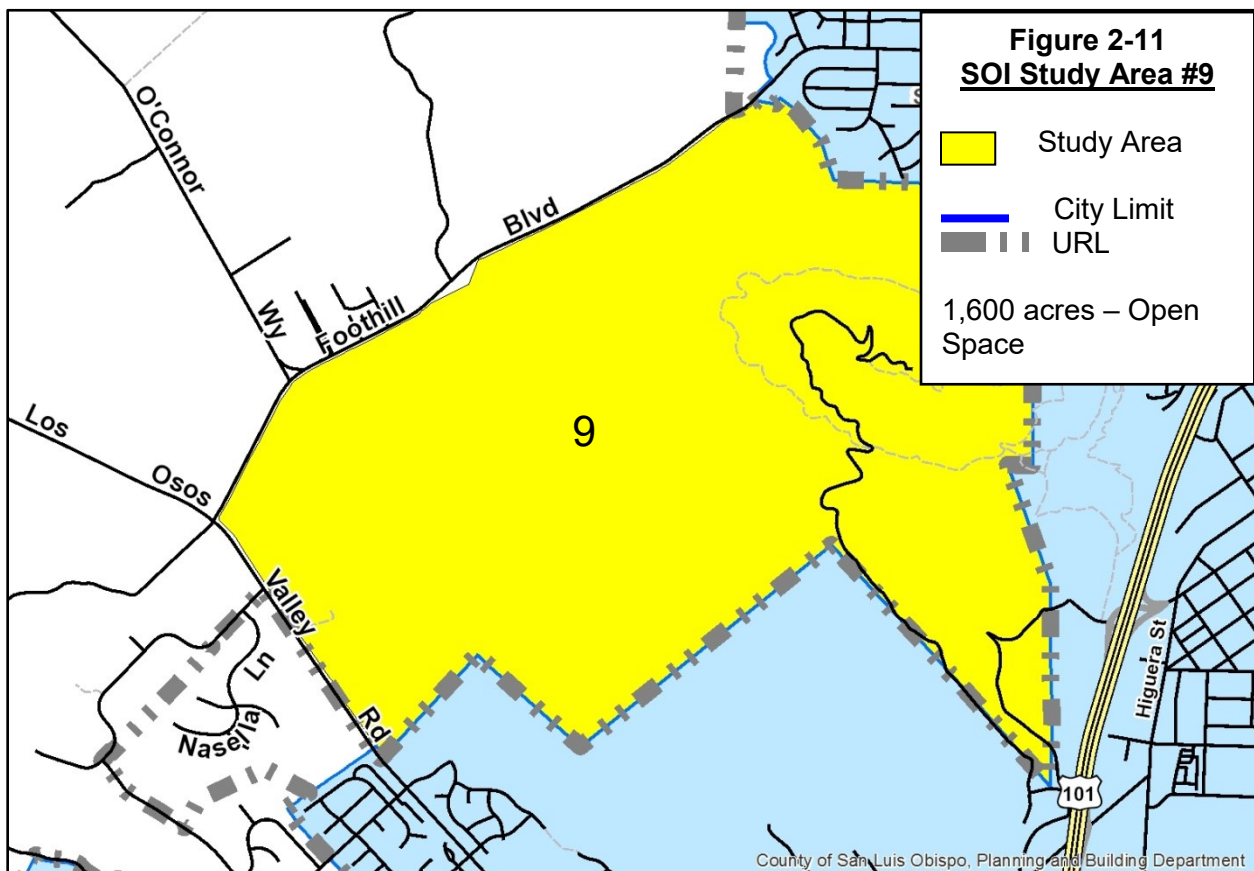 Figure 2-11
SOI Study Area #9
Study Area
City Limit
URL
1,600 acres – Open
Space
O'Connor
Wy
Foothill
Blvd
Los
Osos
Valley
Rd
Nasella
Ln
9
Higuera St
101
County of San Luis Obispo, Planning and Building Department